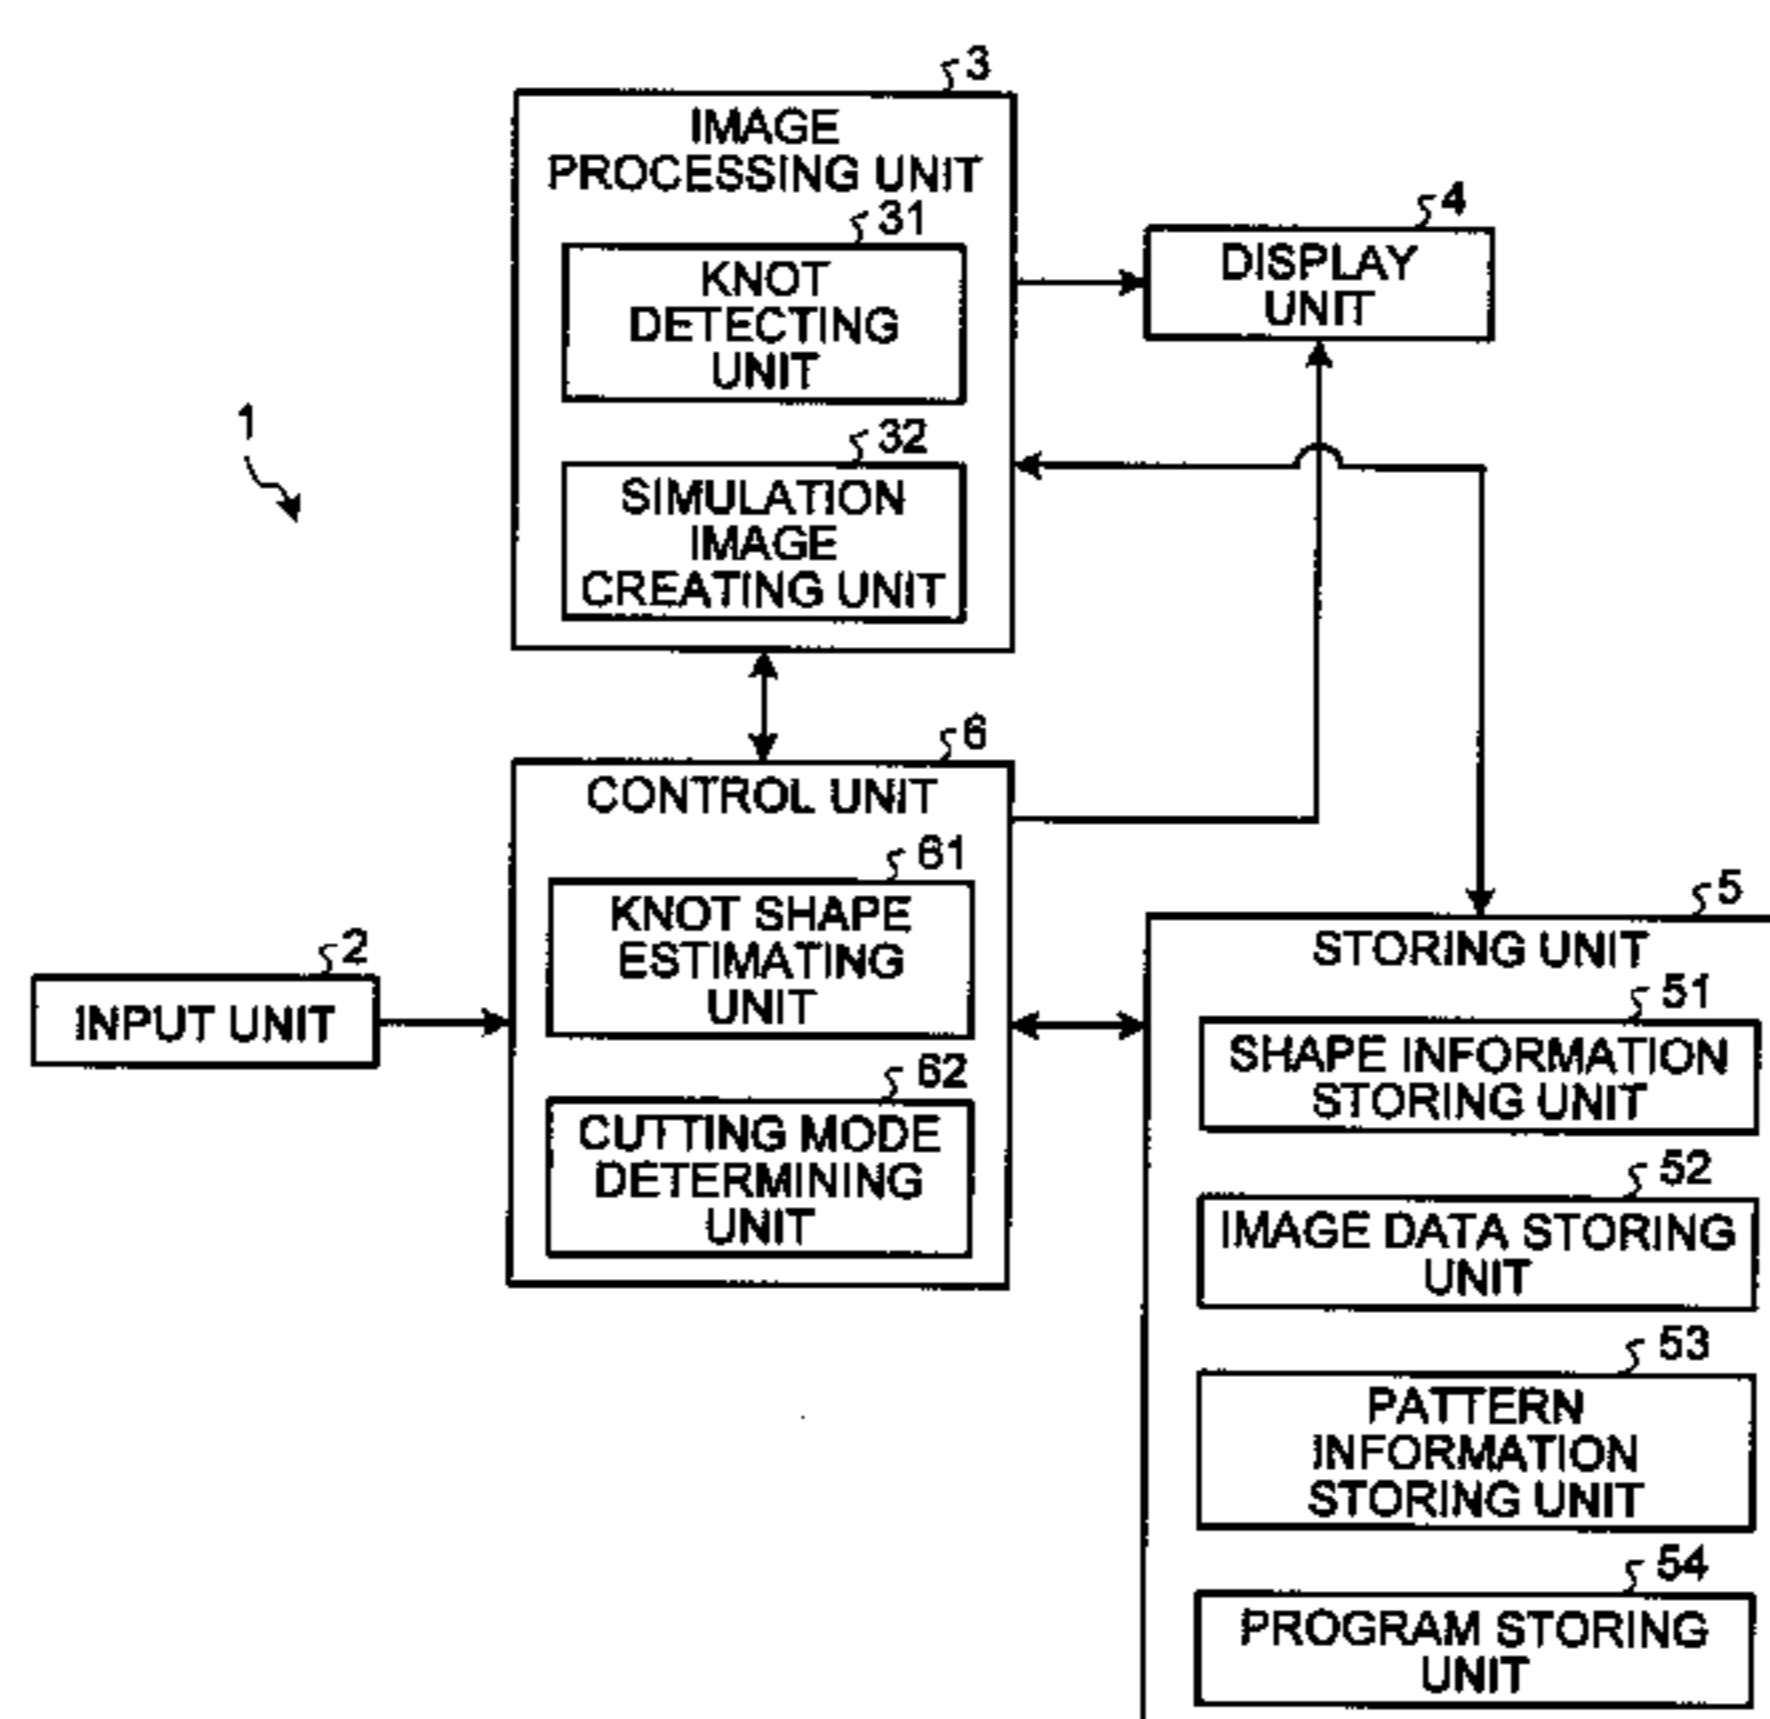 3
IMAGE
PROCESSING UNIT
31
KNOT
DETECTING
UNIT
32
SIMULATION
IMAGE
CREATING UNIT
4
DISPLAY
UNIT
1
6
CONTROL UNIT
61
KNOT SHAPE
ESTIMATING
UNIT
62
CUTTING MODE
DETERMINING
UNIT
2
INPUT UNIT
5
STORING UNIT
51
SHAPE INFORMATION
STORING UNIT
52
IMAGE DATA STORING
UNIT
53
PATTERN
INFORMATION
STORING UNIT
54
PROGRAM STORING
UNIT